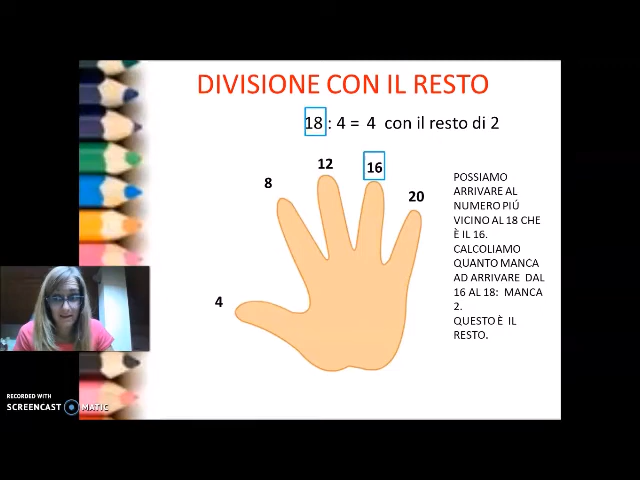 DIVISIONE CON IL RESTO
18 : 4 = 4 con il resto di 2
12
16
8
20
4
POSSIAMO
ARRIVARE AL
NUMERO PIÚ
VICINO AL 18 CHE
È IL 16.
CALCOLIAMO
QUANTO MANCA
AD ARRIVARE DAL
16 AL 18: MANCA
2.
QUESTO È IL
RESTO.
RECORDED WITH
SCREENCAST MATIC